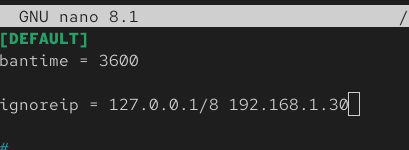 GNU nano 8.1 /
[DEFAULT]
bantime = 3600
ignoreip = 127.0.0.1/8 192.168.1.30
#